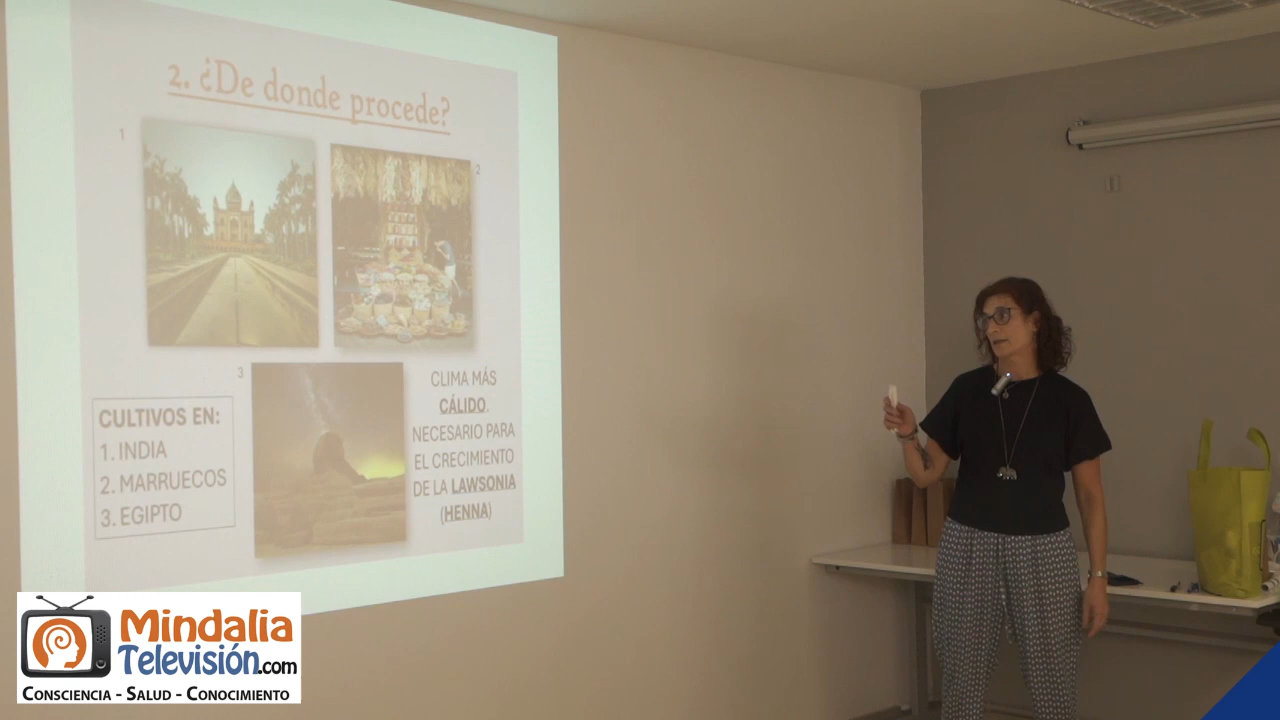 2. ¿De donde procede?
1
2
3
CULTIVOS EN:
1. INDIA
2. MARRUECOS
3. EGIPTO
CLIMA MÁS
CÁLIDO.
NECESARIO PARA
EL CRECIMIENTO
DE LA LAWSONIA
(HENNA)
Mindalia
Televisión.com
CONSCIENCIA - SALUD - CONOCIMIENTO